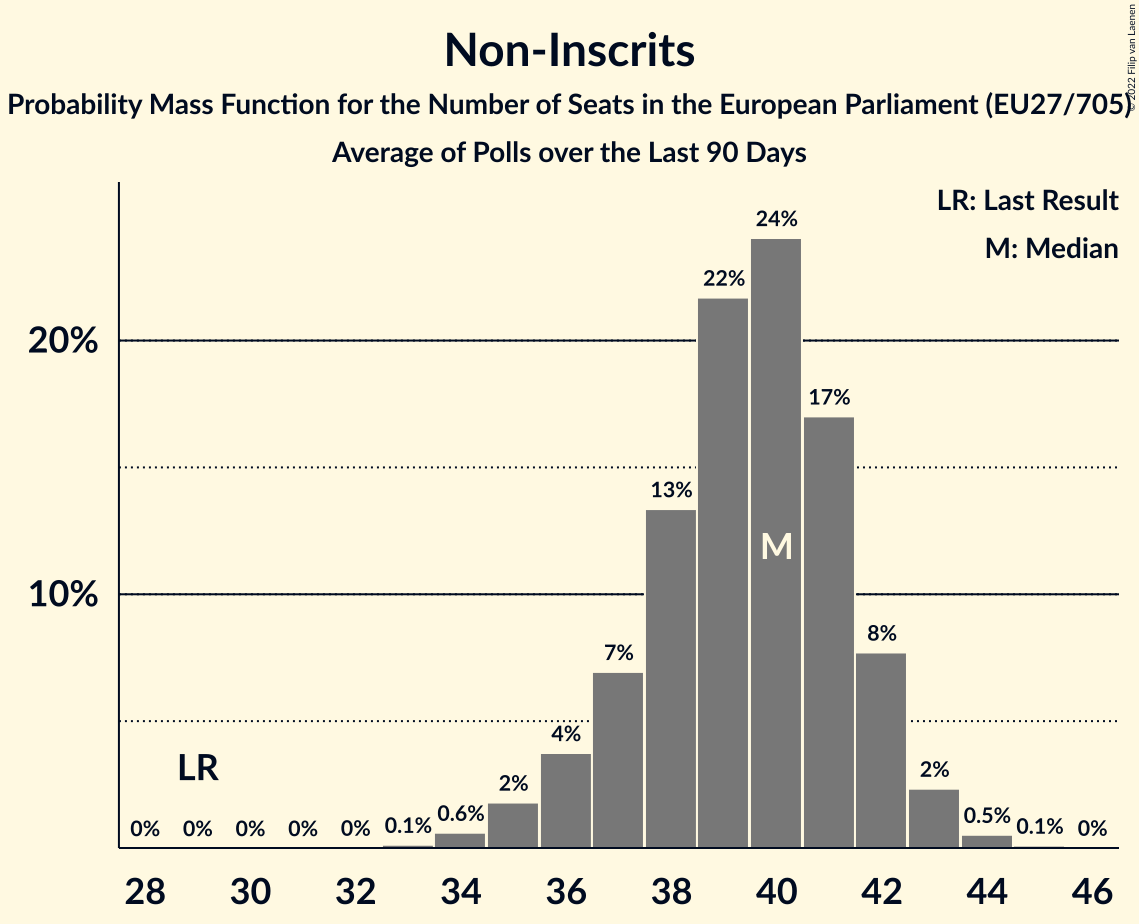 Non-Inscrits
Probability Mass Function for the Number of Seats in the European Parliament (EU27/705)
Average of Polls over the Last 90 Days
© 2022 Filip van Laenen
LR: Last Result
M: Median
20%
10%
0%
0%
0%
0%
0%
0.1%
0.6%
2%
4%
7%
13%
22%
24%
17%
8%
2%
0.5%
0.1%
0%
LR
M
28 30 32 34 36 38 40 42 44 46